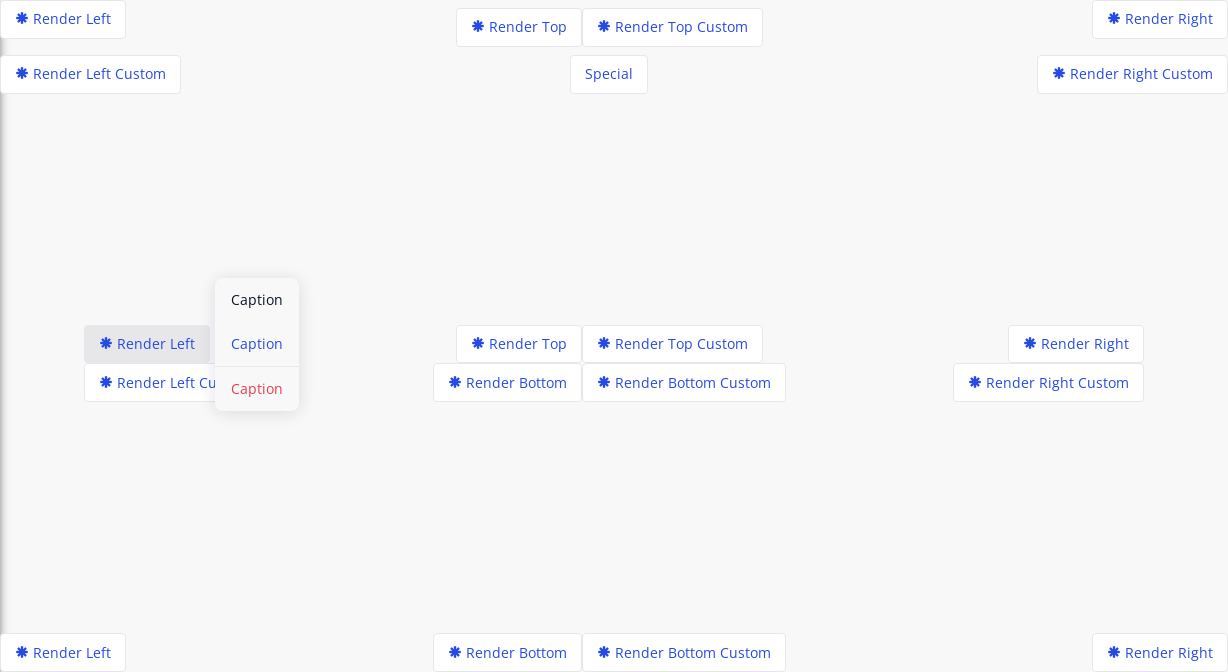 Render Left
Render Top
Render Top Custom
Render Right
Render Left Custom
Special
Render Right Custom
Caption
Render Left
Caption
Render Top
Render Top Custom
Render Right
Render Left Cu
Caption
Render Bottom
Render Bottom Custom
Render Right Custom
Render Left
Render Bottom
Render Bottom Custom
Render Right